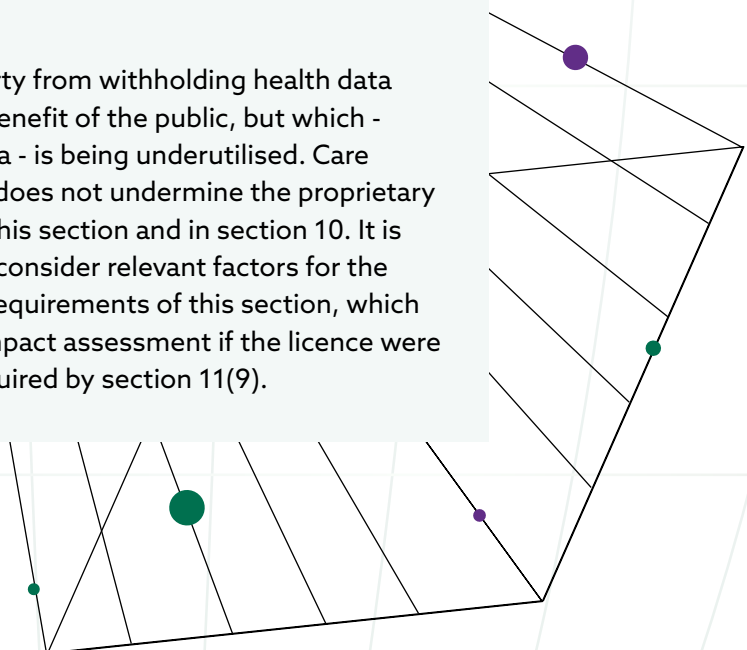 rty from withholding health data
enefit of the public, but which -
a - is being underutilised. Care
does not undermine the proprietary
his section and in section 10. It is
consider relevant factors for the
equirements of this section, which
pact assessment if the licence were
uired by section 11(9).